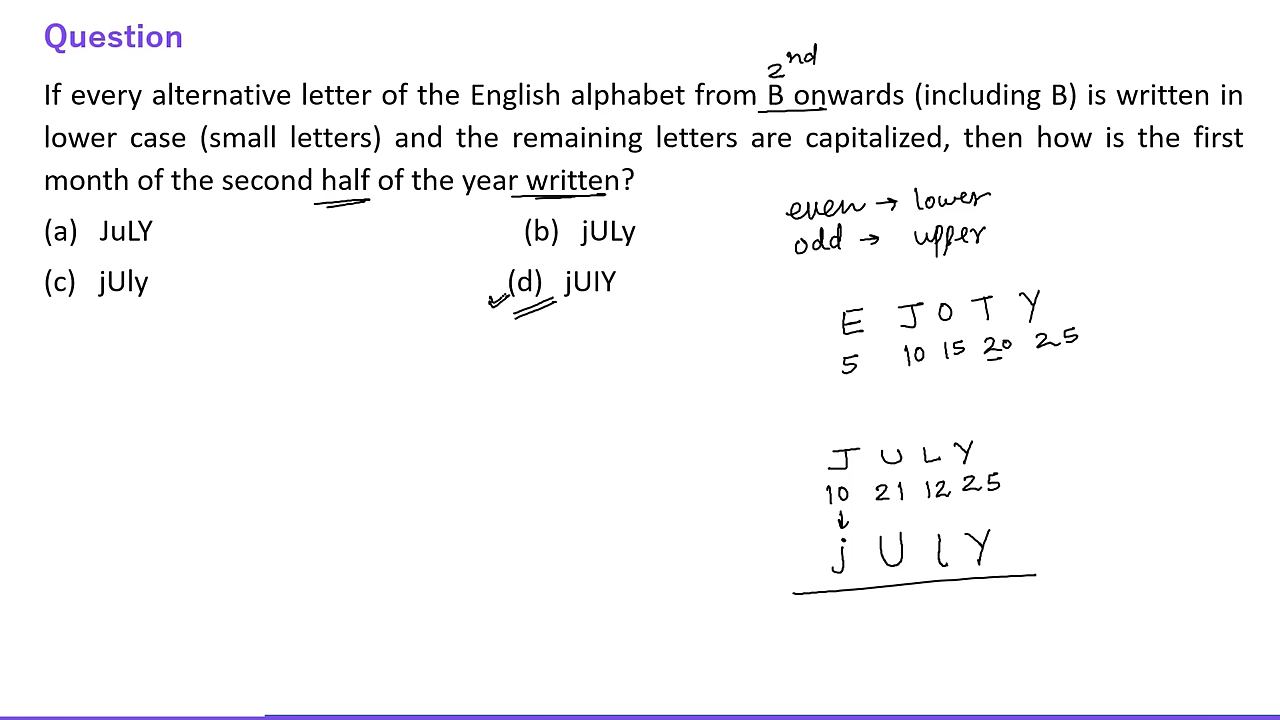 Question
2nd
If every alternative letter of the English alphabet from B onwards (including B) is written in
lower case (small letters) and the remaining letters are capitalized, then how is the first
month of the second half of the year written?
(a) JuLY (b) jULy
(c) jUly (d) jUlY
even → lower
odd → upper
E J O T Y
5 10 15 20 25
J U L Y
10 21 12 25
↓
j U l Y